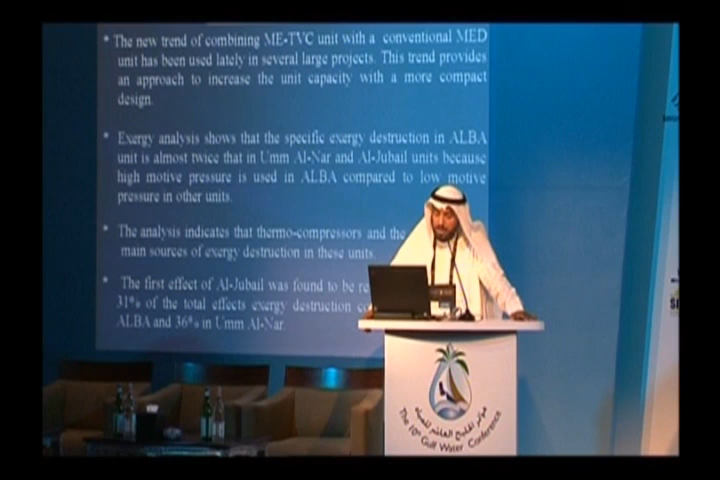 * The new trend of combining ME-TVC unit with a conventional MED
unit has been used lately in several large projects. This trend provides
an approach to increase the unit capacity with a more compact
design.
* Exergy analysis shows that the specific exergy destruction in ALBA
unit is almost twice that in Umm Al-Nar and Al-Jubail units because
high motive pressure is used in ALBA compared to low motive
pressure in other units.
* The analysis indicates that thermo-compressors and the
main sources of exergy destruction in these units.
* The first effect of Al-Jubail was found to be re
31% of the total effects exergy destruction co
ALBA and 36% in Umm Al-Nar
مؤتمر الخليج العاشر للمياه
The 10th Gulf Water Conference